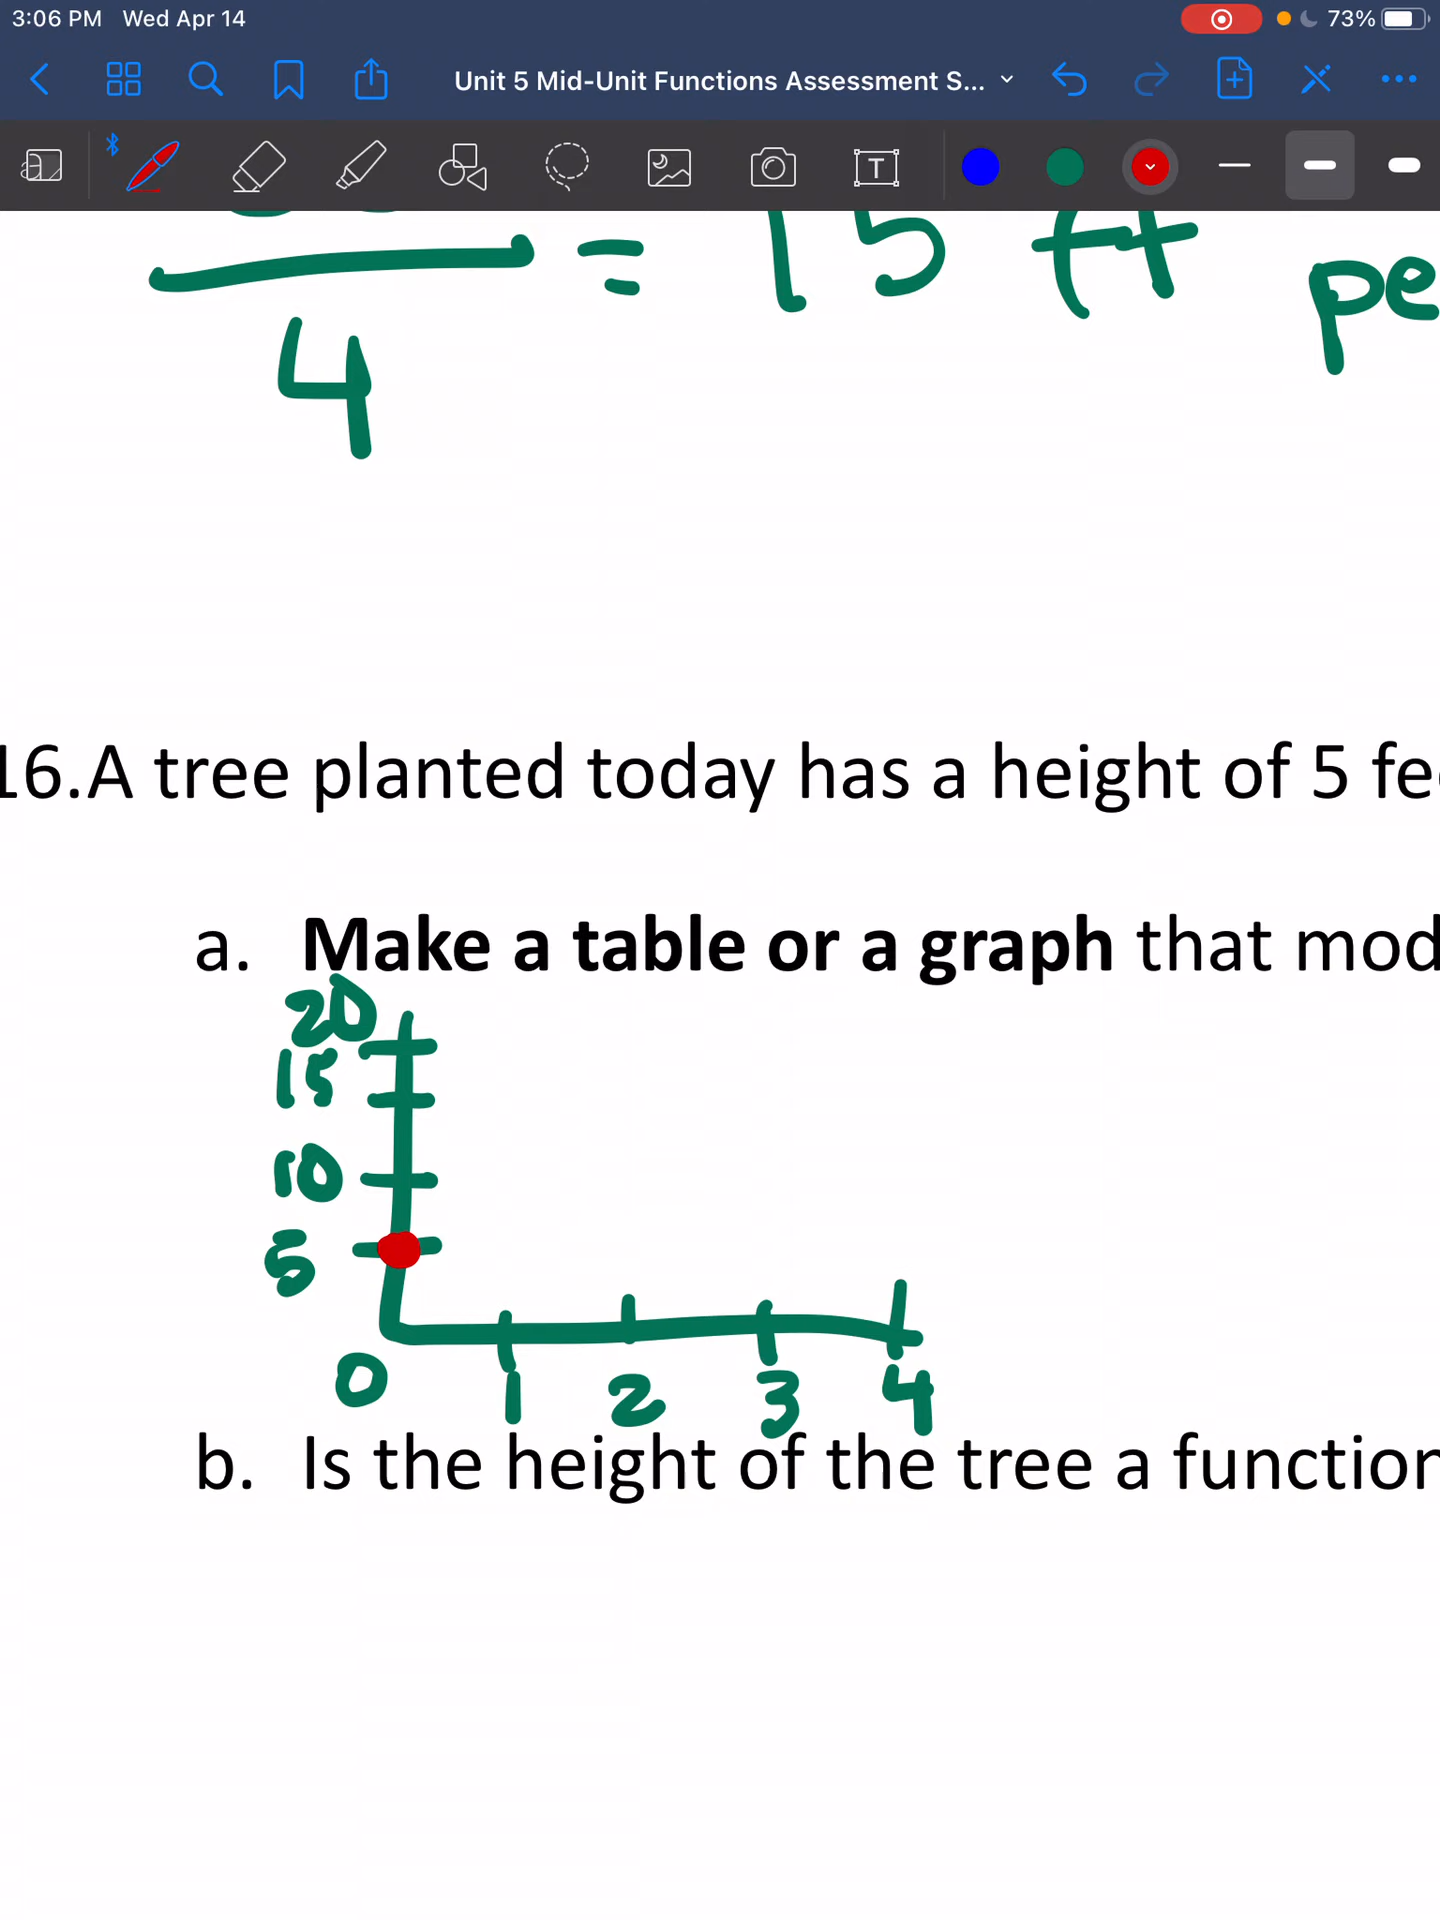 3:06 PM Wed Apr 14 73%
Unit 5 Mid-Unit Functions Assessment S...
T
= 15 ft pe
4
16. A tree planted today has a height of 5 fe
a. Make a table or a graph that mod
20
15
10
5
0 1 2 3 4
b. Is the height of the tree a function